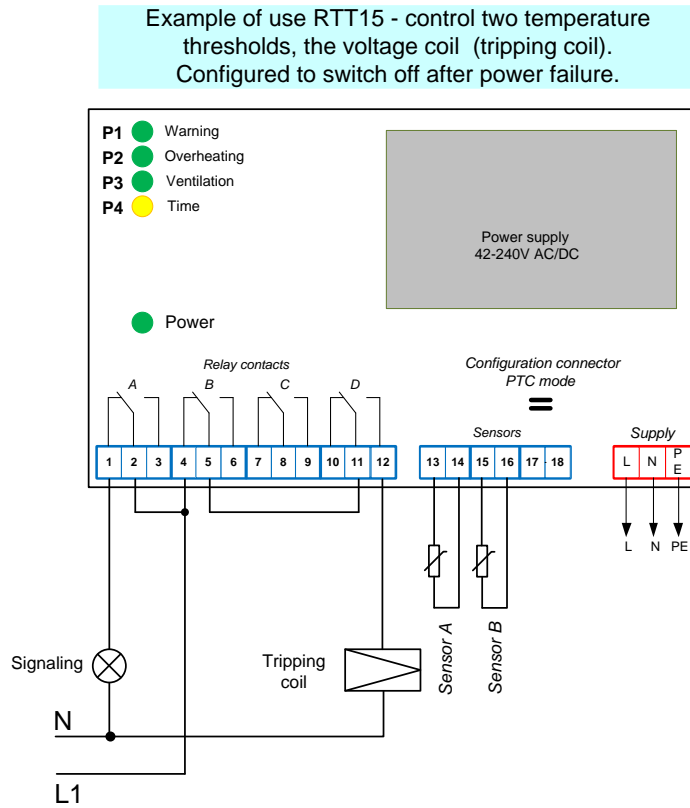 Example of use RTT15 - control two temperature
thresholds, the voltage coil (tripping coil).
Configured to switch off after power failure.
P1 Warning
P2 Overheating
P3 Ventilation
P4 Time
Power supply
42-240V AC/DC
Power
Relay contacts
Configuration connector
PTC mode
A B C D
Sensors
Supply
1 2 3 4 5 6 7 8 9 10 11 12
13 14 15 16 17 - 18
L N P
E
L N PE
Sensor A
Sensor B
Signaling
Tripping
coil
N
L1